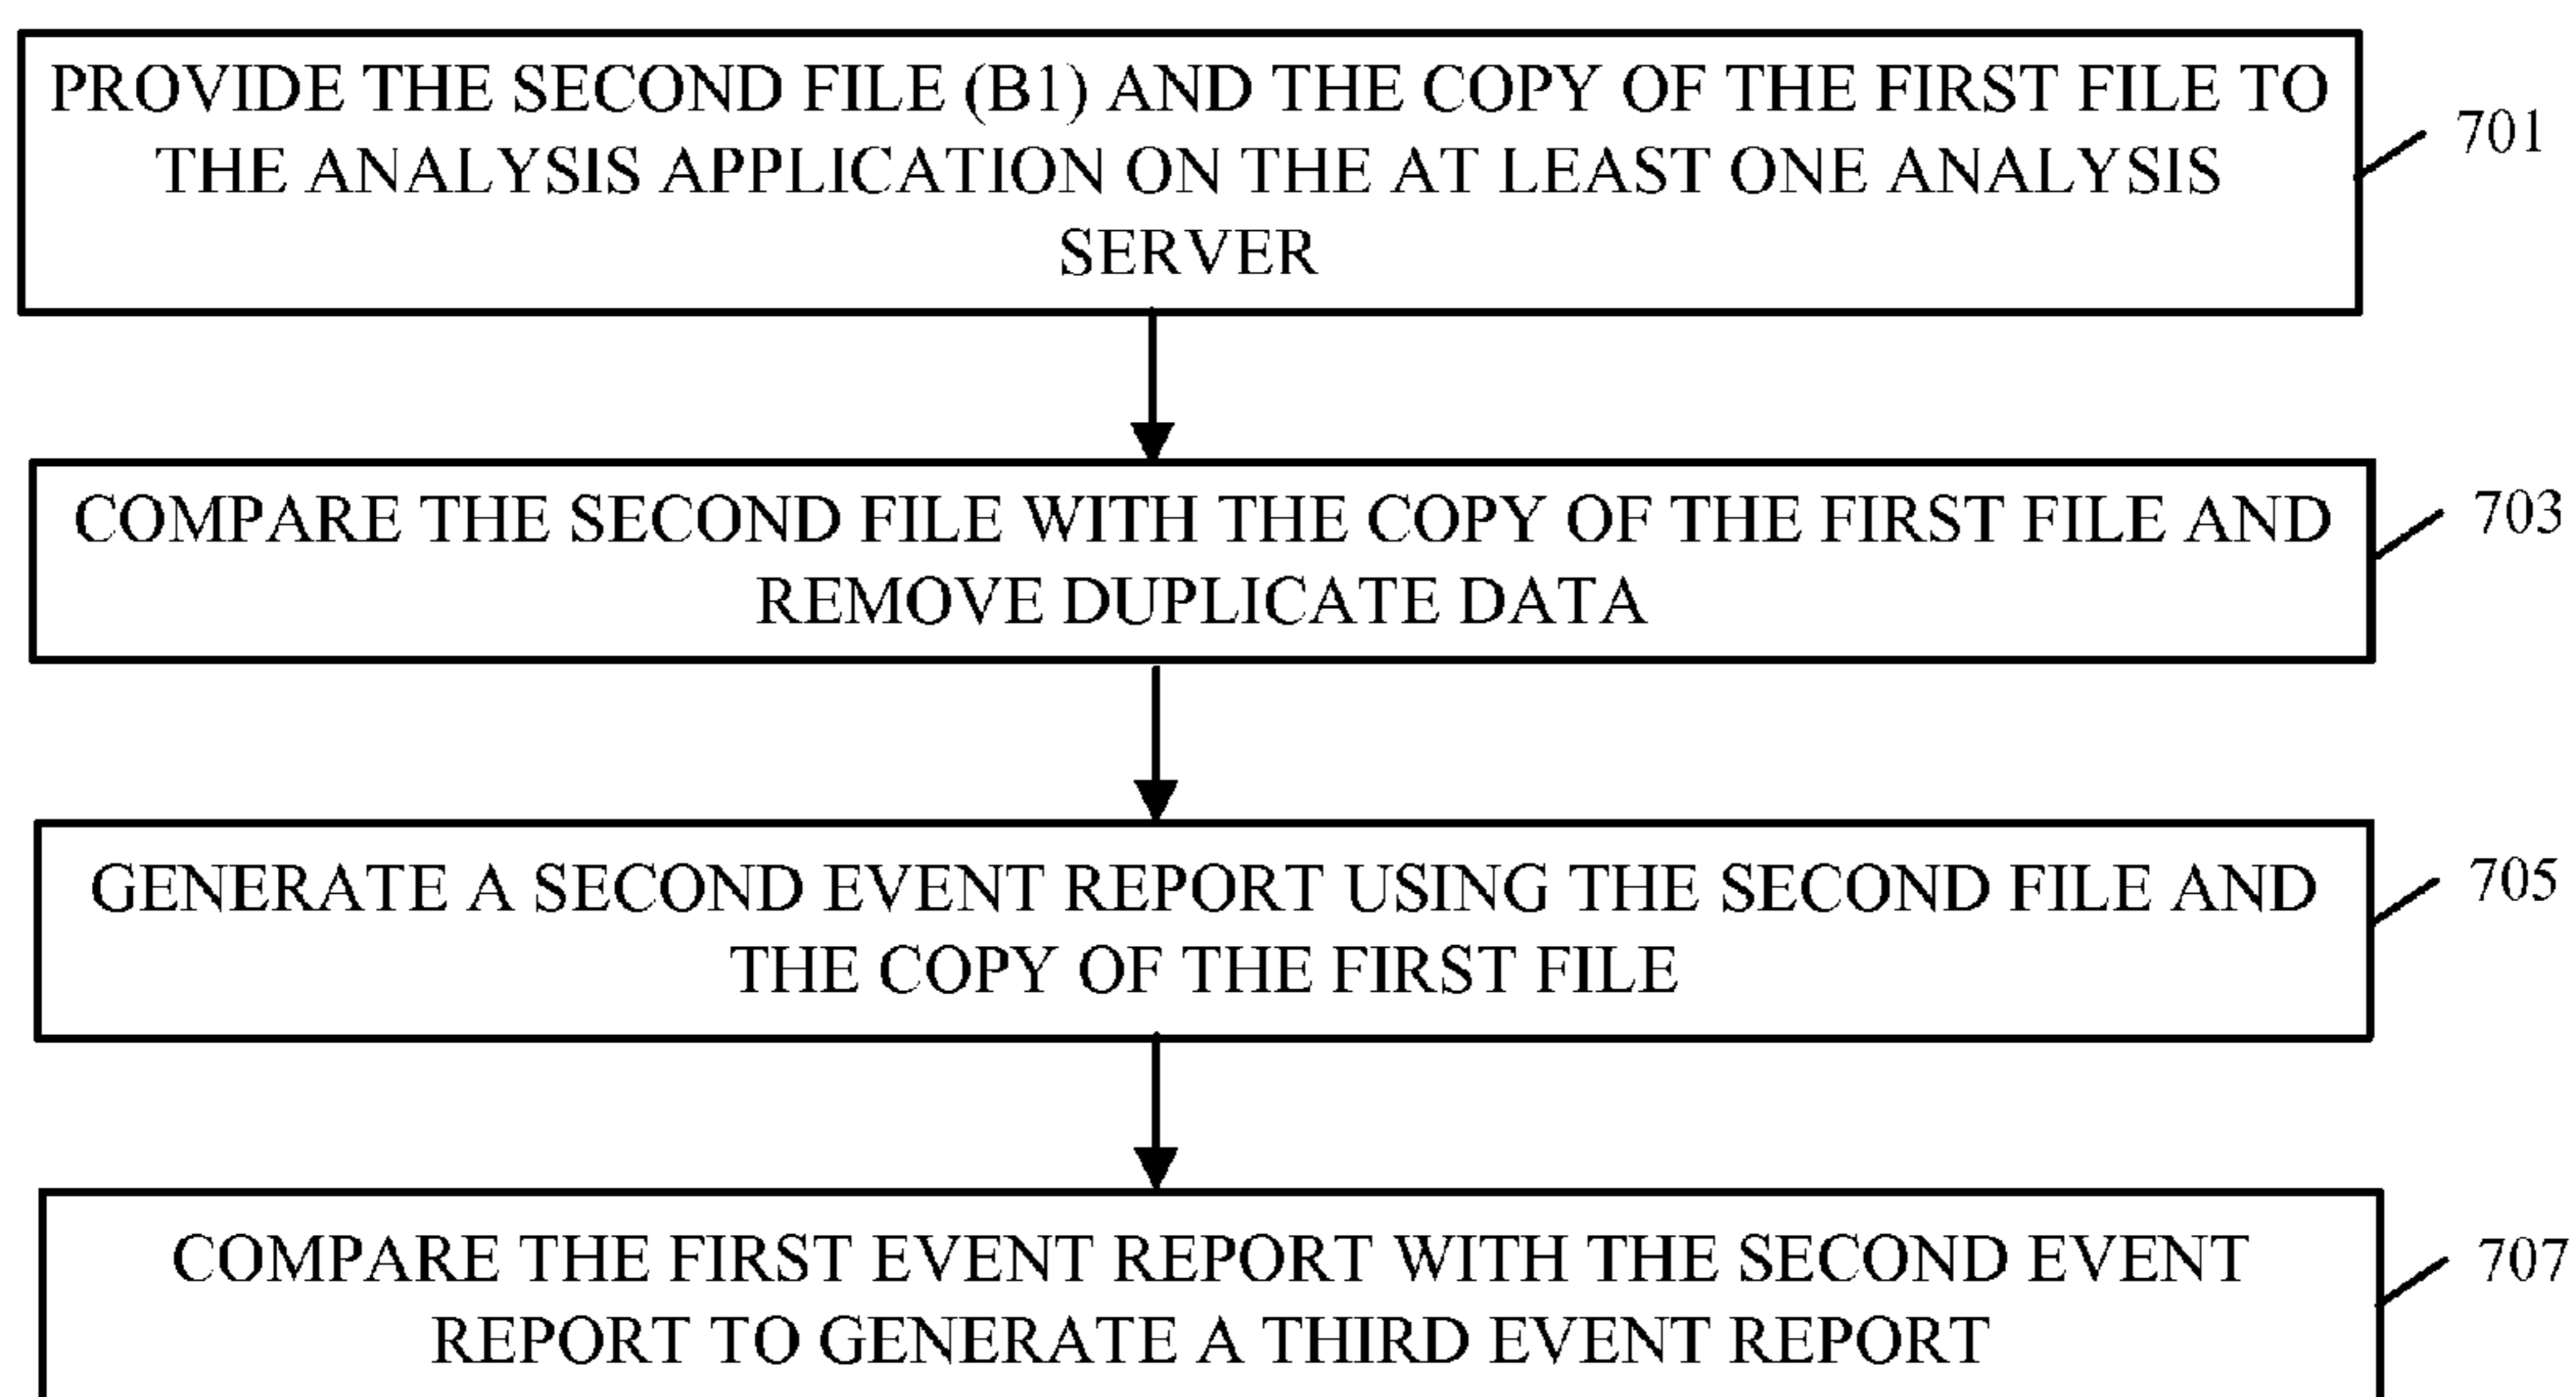 PROVIDE THE SECOND FILE (B1) AND THE COPY OF THE FIRST FILE TO
THE ANALYSIS APPLICATION ON THE AT LEAST ONE ANALYSIS
SERVER
701
COMPARE THE SECOND FILE WITH THE COPY OF THE FIRST FILE AND
REMOVE DUPLICATE DATA
703
GENERATE A SECOND EVENT REPORT USING THE SECOND FILE AND
THE COPY OF THE FIRST FILE
705
COMPARE THE FIRST EVENT REPORT WITH THE SECOND EVENT
REPORT TO GENERATE A THIRD EVENT REPORT
707